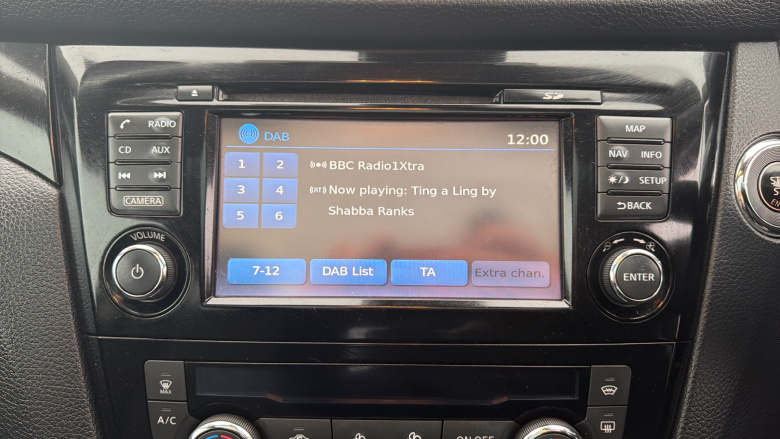 SD
RADIO
CD AUX
CAMERA
VOLUME
DAB 12:00
1 2 BBC Radio1Xtra
3 4 Now playing: Ting a Ling by
Shabba Ranks
5 6
7-12 DAB List TA Extra chan.
MAP
NAV INFO
SETUP
BACK
ENTER
MAX
A/C
ON·OFF